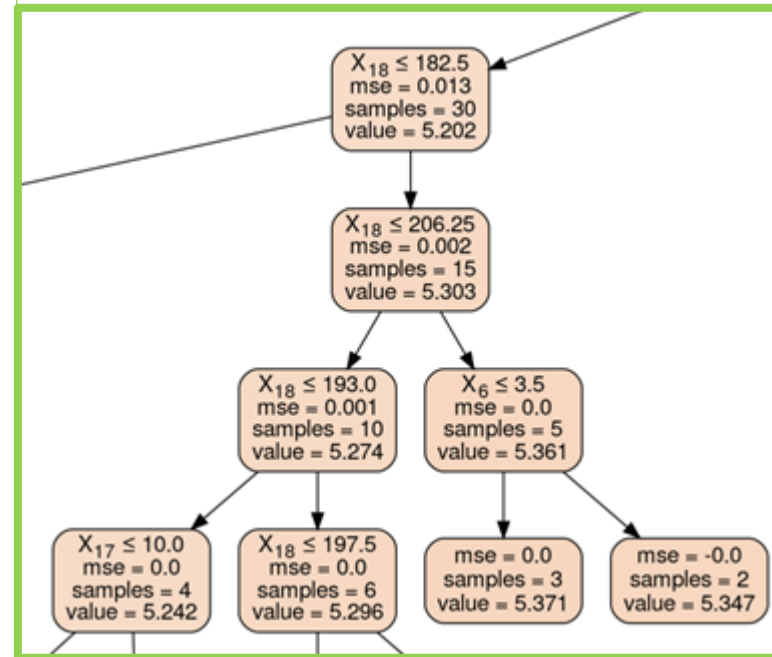 X₁₈ ≤ 182.5
mse = 0.013
samples = 30
value = 5.202
X₁₈ ≤ 206.25
mse = 0.002
samples = 15
value = 5.303
X₁₈ ≤ 193.0
mse = 0.001
samples = 10
value = 5.274
X₆ ≤ 3.5
mse = 0.0
samples = 5
value = 5.361
X₁₇ ≤ 10.0
mse = 0.0
samples = 4
value = 5.242
X₁₈ ≤ 197.5
mse = 0.0
samples = 6
value = 5.296
mse = 0.0
samples = 3
value = 5.371
mse = -0.0
samples = 2
value = 5.347